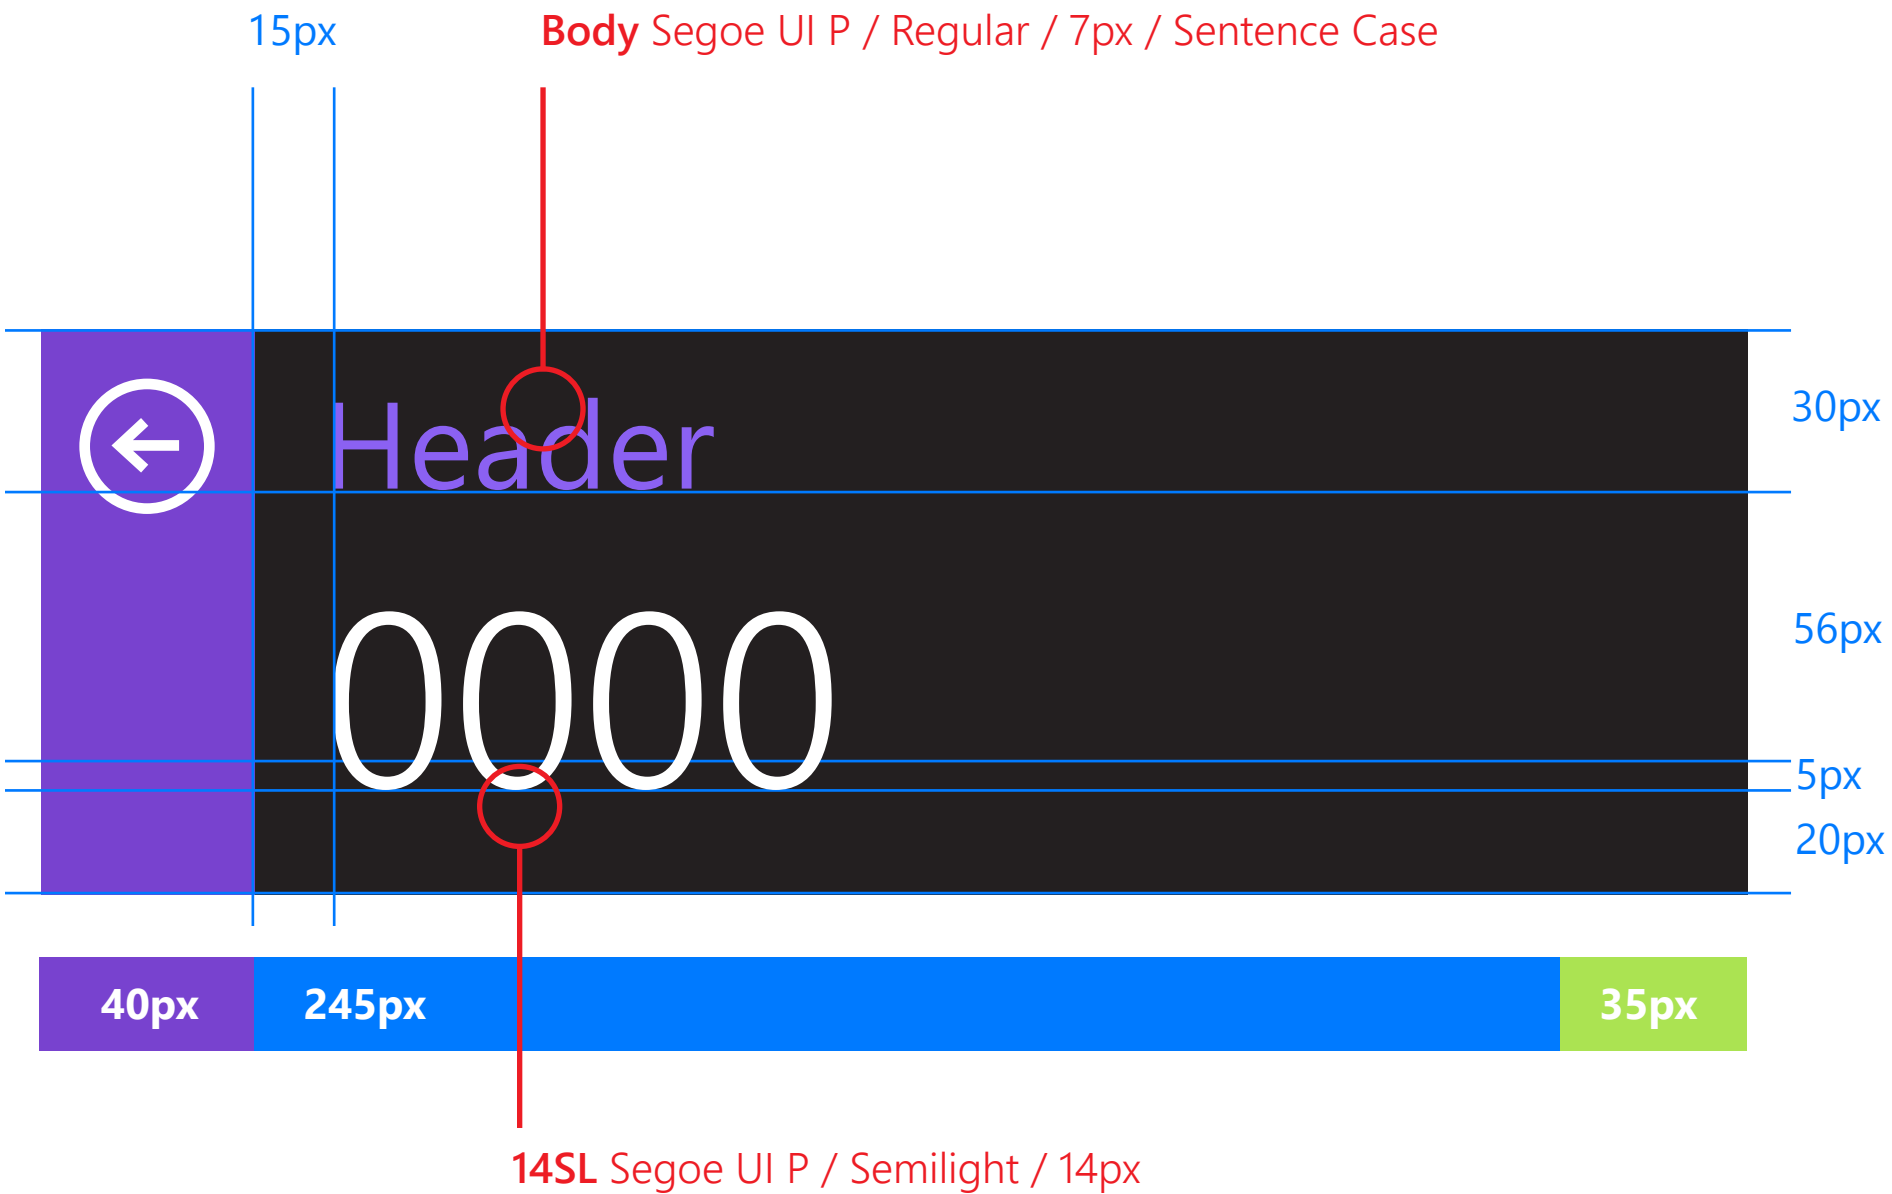 15px
Body Segoe UI P / Regular / 7px / Sentence Case
Header
30px
0000
56px
5px
20px
40px
245px
35px
14SL Segoe UI P / Semilight / 14px